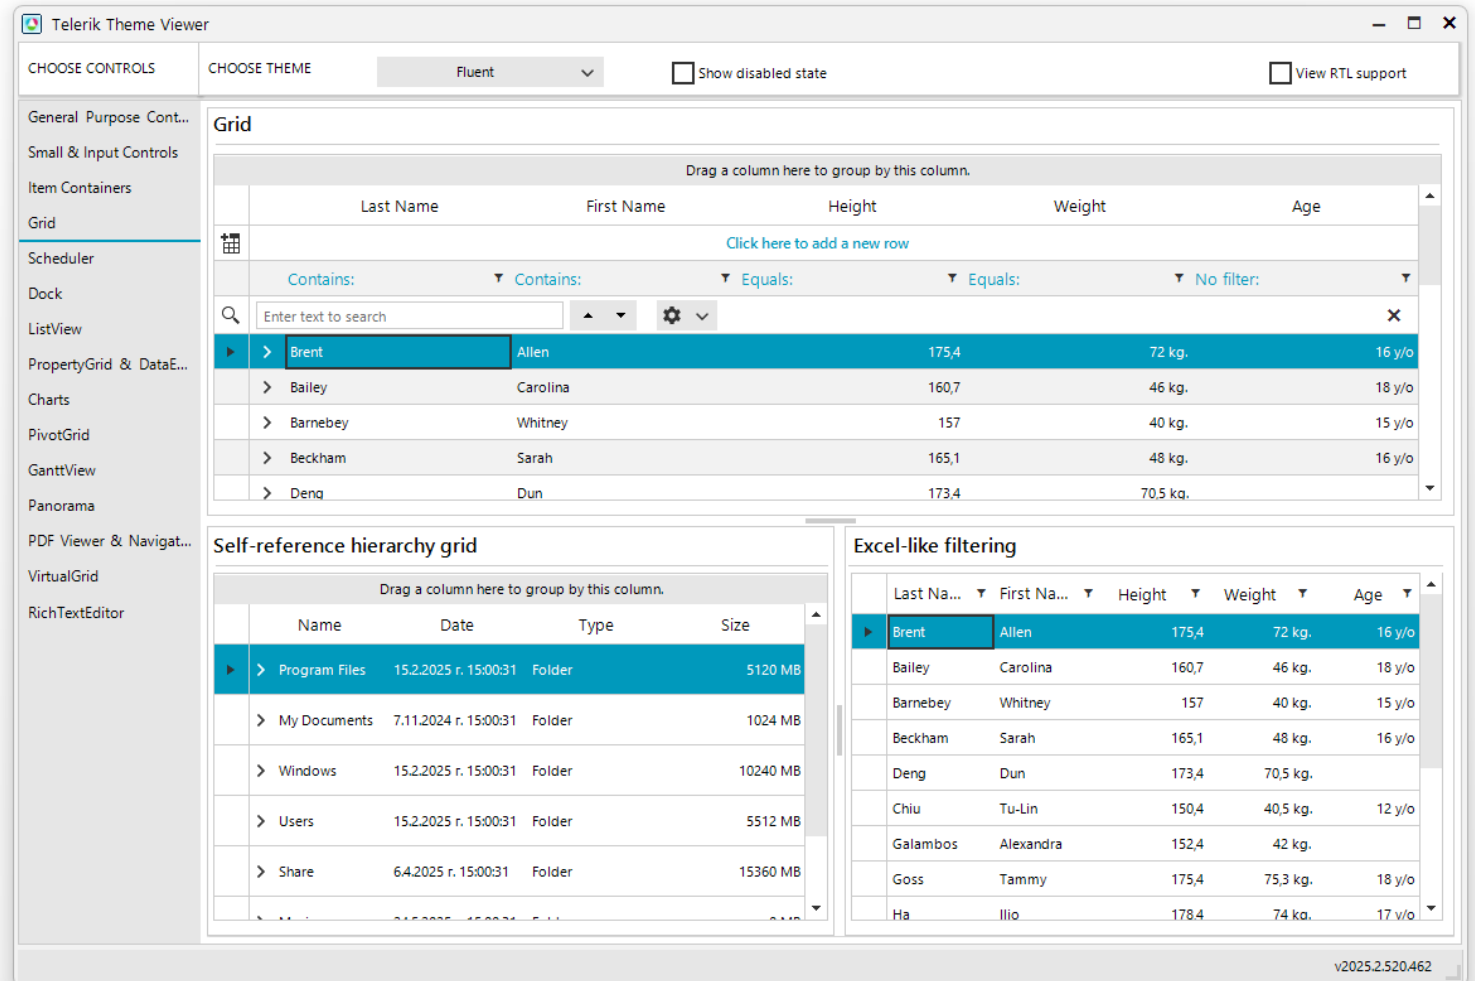 Telerik Theme Viewer
CHOOSE CONTROLS
CHOOSE THEME
Fluent
Show disabled state
View RTL support
General Purpose Cont...
Small & Input Controls
Item Containers
Grid
Scheduler
Dock
ListView
PropertyGrid & DataE...
Charts
PivotGrid
GanttView
Panorama
PDF Viewer & Navigat...
VirtualGrid
RichTextEditor
Grid
Drag a column here to group by this column.
Last Name First Name Height Weight Age
Click here to add a new row
Contains: Contains: Equals: Equals: No filter:
Enter text to search
Brent Allen 175,4 72 kg. 16 y/o
Bailey Carolina 160,7 46 kg. 18 y/o
Barnebey Whitney 157 40 kg. 15 y/o
Beckham Sarah 165,1 48 kg. 16 y/o
Deng Dun 173,4 70,5 kg.
Self-reference hierarchy grid
Drag a column here to group by this column.
Name Date Type Size
Program Files 15.2.2025 г. 15:00:31 Folder 5120 MB
My Documents 7.11.2024 г. 15:00:31 Folder 1024 MB
Windows 15.2.2025 г. 15:00:31 Folder 10240 MB
Users 15.2.2025 г. 15:00:31 Folder 5512 MB
Share 6.4.2025 г. 15:00:31 Folder 15360 MB
Excel-like filtering
Last Na... First Na... Height Weight Age
Brent Allen 175,4 72 kg. 16 y/o
Bailey Carolina 160,7 46 kg. 18 y/o
Barnebey Whitney 157 40 kg. 15 y/o
Beckham Sarah 165,1 48 kg. 16 y/o
Deng Dun 173,4 70,5 kg.
Chiu Tu-Lin 150,4 40,5 kg. 12 y/o
Galambos Alexandra 152,4 42 kg.
Goss Tammy 175,4 75,3 kg. 18 y/o
Ha Ilio 178,4 74 kg. 17 y/o
v2025.2.520.462